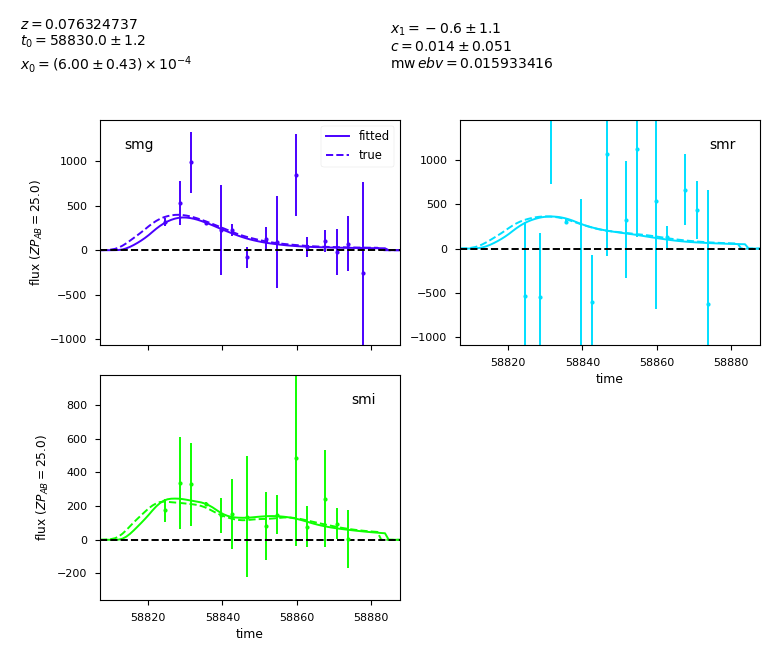 z = 0.076324737
t₀ = 58830.0 ± 1.2
x₀ = (6.00 ± 0.43) × 10⁻⁴
x₁ = −0.6 ± 1.1
c = 0.014 ± 0.051
mw ebv = 0.015933416
smg
fitted
true
1000
500
0
−500
−1000
flux (ZP_AB = 25.0)
smr
1000
500
0
−500
−1000
58820 58840 58860 58880
time
smi
800
600
400
200
0
−200
flux (ZP_AB = 25.0)
58820 58840 58860 58880
time